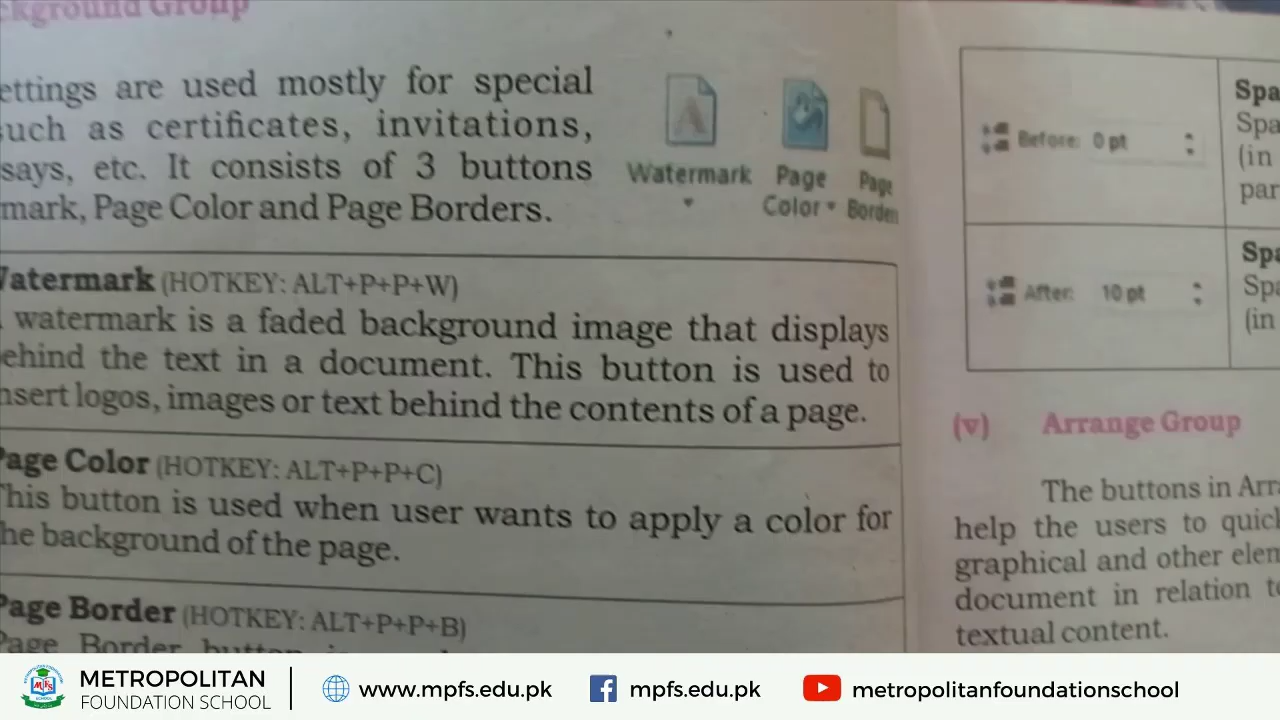 ckground Group
ettings are used mostly for special
such as certificates, invitations,
says, etc. It consists of 3 buttons
mark, Page Color and Page Borders.
Watermark
Page
Color
Page
Borders
Watermark (HOTKEY: ALT+P+P+W)
watermark is a faded background image that displays
ehind the text in a document. This button is used to
nsert logos, images or text behind the contents of a page.
Page Color (HOTKEY: ALT+P+P+C)
This button is used when user wants to apply a color for
he background of the page.
Page Border (HOTKEY: ALT+P+P+B)
Page Border button is
Before: 0 pt
Spa
Spa
(in
par
After: 10 pt
Spa
Spa
(in
(v) Arrange Group
The buttons in Arra
help the users to quick
graphical and other elem
document in relation to
textual content.
METROPOLITAN
FOUNDATION SCHOOL
www.mpfs.edu.pk
mpfs.edu.pk
metropolitanfoundationschool